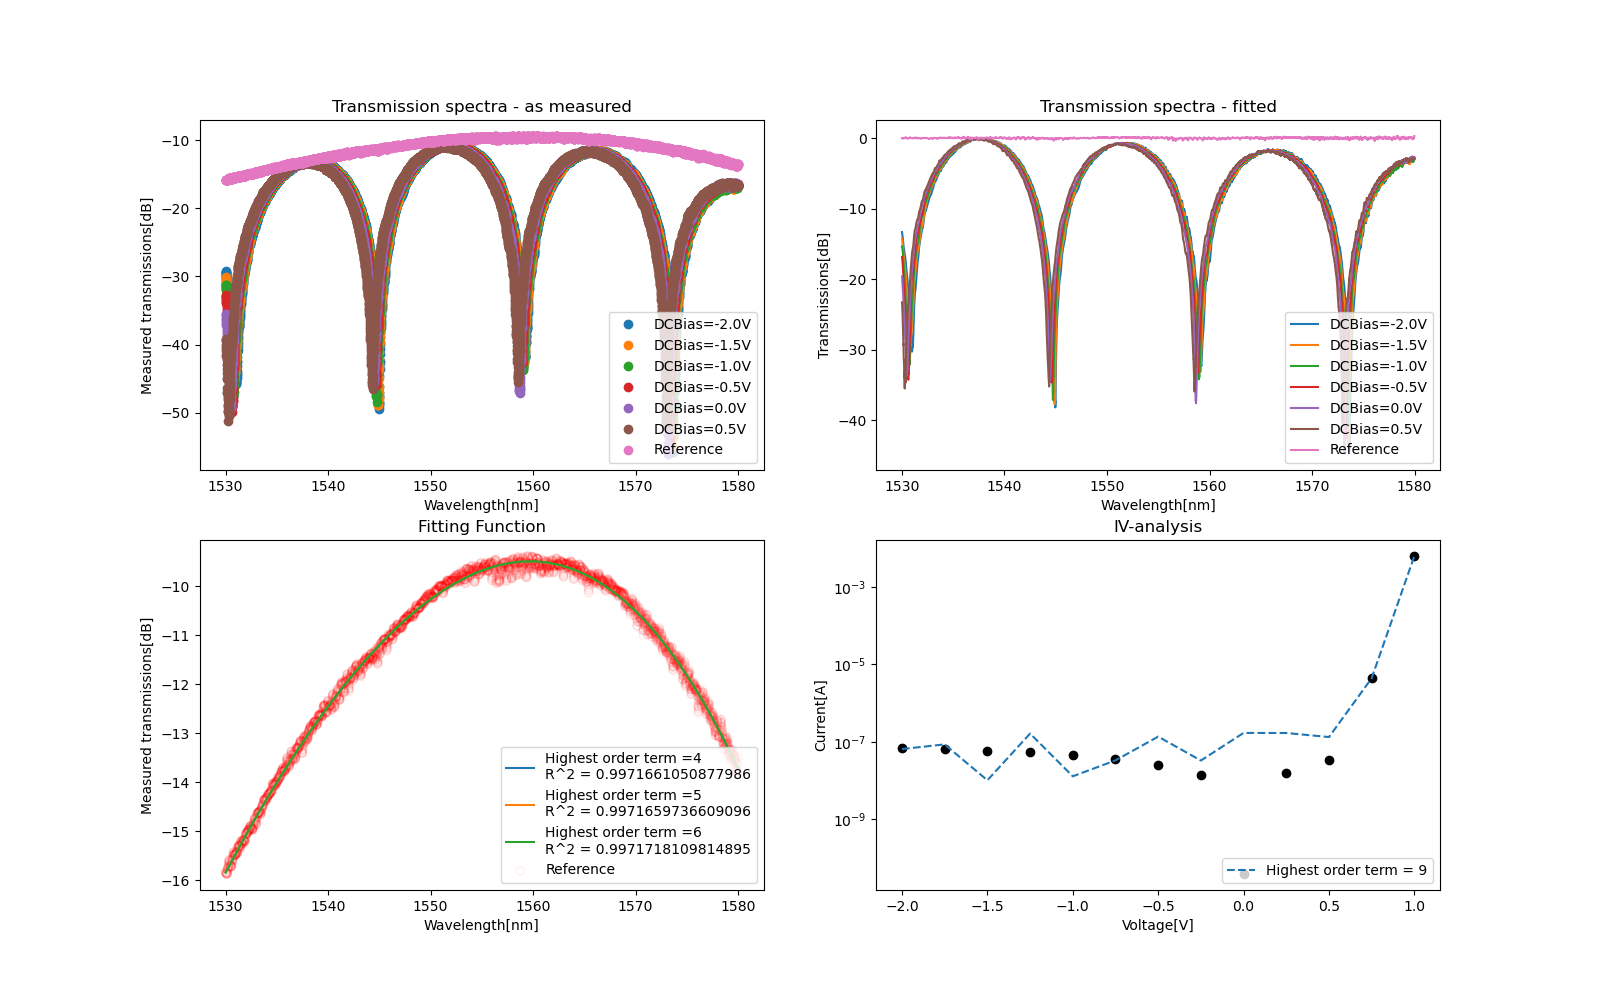 Transmission spectra - as measured
Measured transmissions[dB]
−10
−20
−30
−40
−50
DCBias=-2.0V
DCBias=-1.5V
DCBias=-1.0V
DCBias=-0.5V
DCBias=0.0V
DCBias=0.5V
Reference
1530 1540 1550 1560 1570 1580
Wavelength[nm]
Transmission spectra - fitted
Transmissions[dB]
0
−10
−20
−30
−40
DCBias=-2.0V
DCBias=-1.5V
DCBias=-1.0V
DCBias=-0.5V
DCBias=0.0V
DCBias=0.5V
Reference
1530 1540 1550 1560 1570 1580
Wavelength[nm]
Fitting Function
Measured transmissions[dB]
−10
−11
−12
−13
−14
−15
−16
Highest order term =4
R^2 = 0.9971661050877986
Highest order term =5
R^2 = 0.9971659736609096
Highest order term =6
R^2 = 0.9971718109814895
Reference
1530 1540 1550 1560 1570 1580
Wavelength[nm]
IV-analysis
Current[A]
10⁻³
10⁻⁵
10⁻⁷
10⁻⁹
Highest order term = 9
−2.0 −1.5 −1.0 −0.5 0.0 0.5 1.0
Voltage[V]